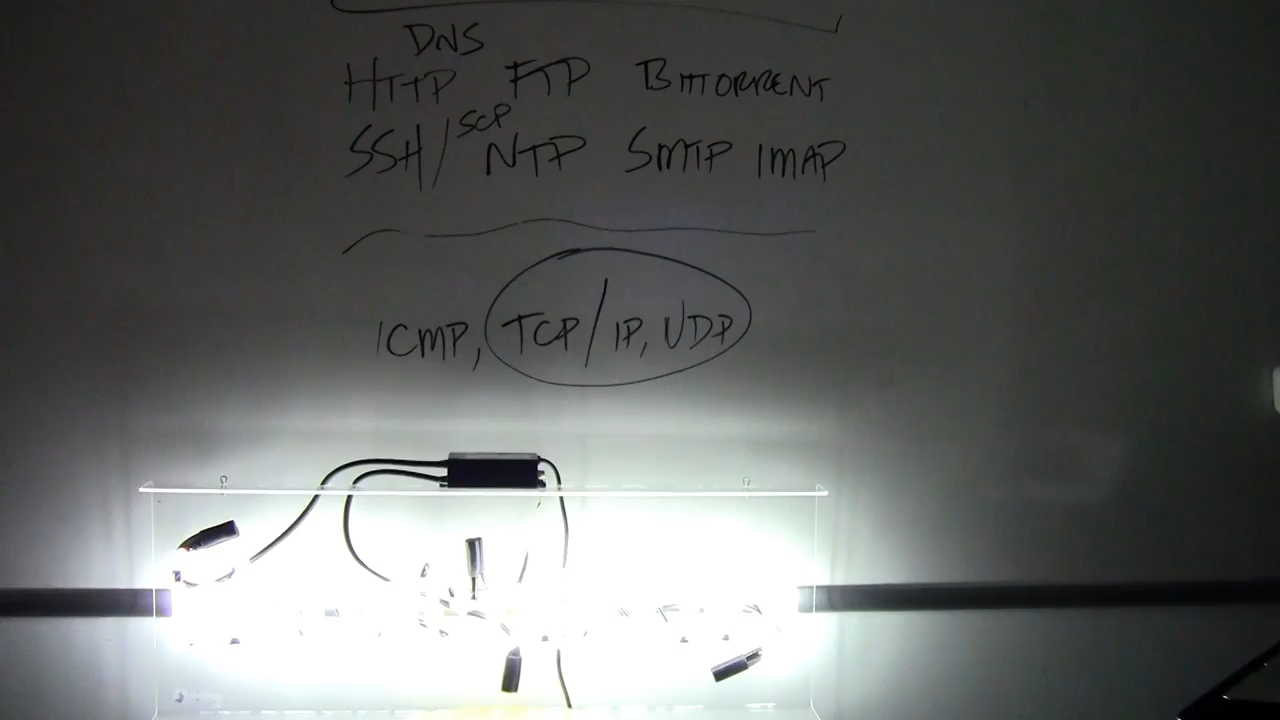 DNS
HTTP FTP BITTORRENT
SSH/SCP NTP SMTP IMAP
ICMP, TCP/IP, UDP